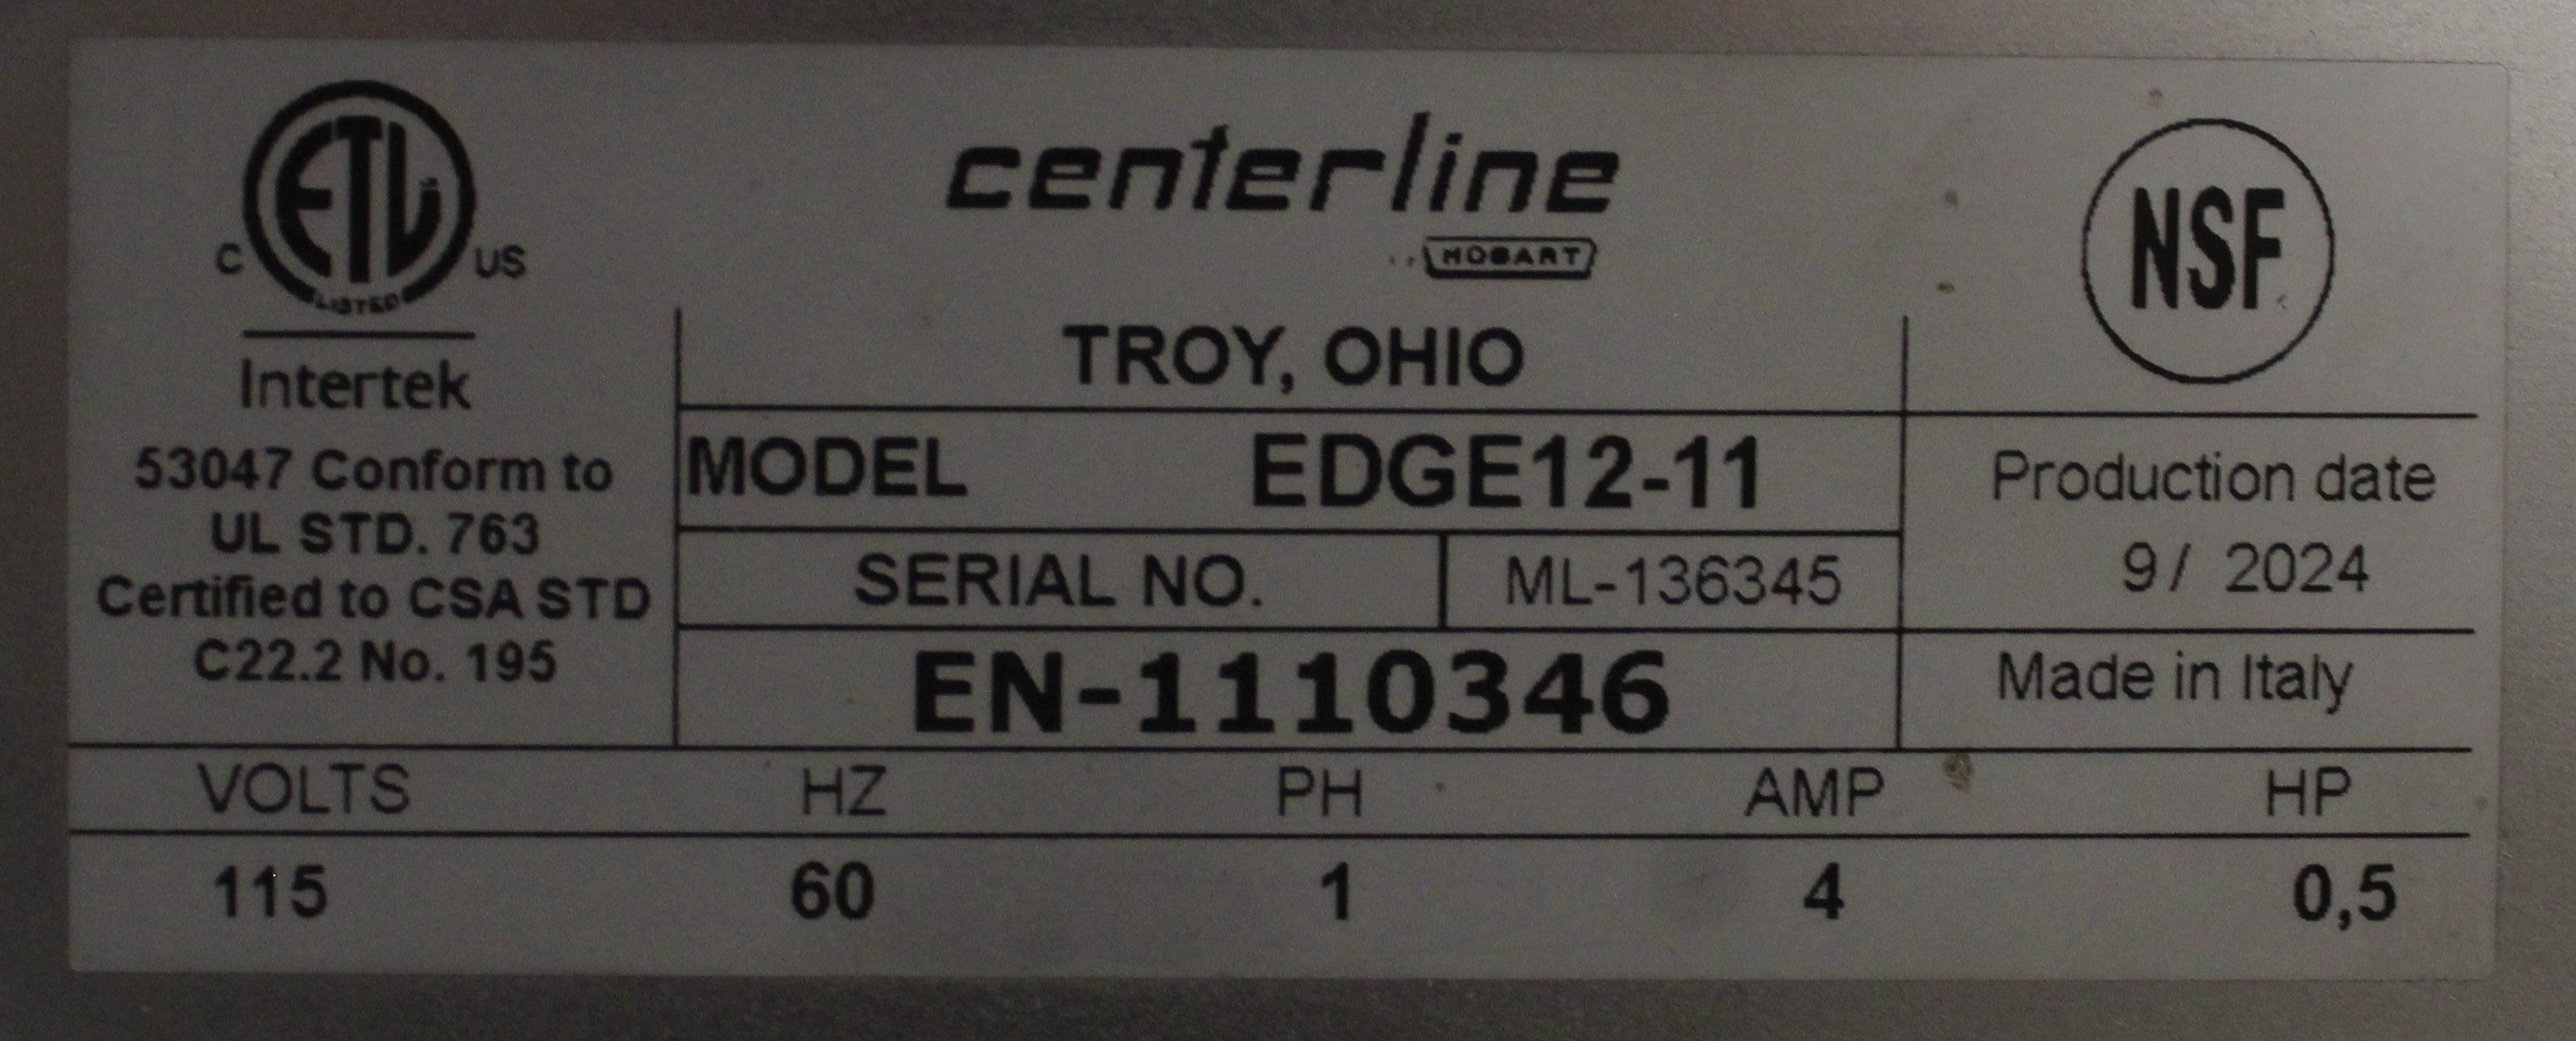 ETL
LISTED
C
US
Intertek
53047 Conform to
UL STD. 763
Certified to CSA STD
C22.2 No. 195
centerline
HOBART
TROY, OHIO
MODEL EDGE12-11
SERIAL NO. ML-136345
EN-1110346
NSF
Production date
9/ 2024
Made in Italy
VOLTS HZ PH AMP HP
115 60 1 4 0,5